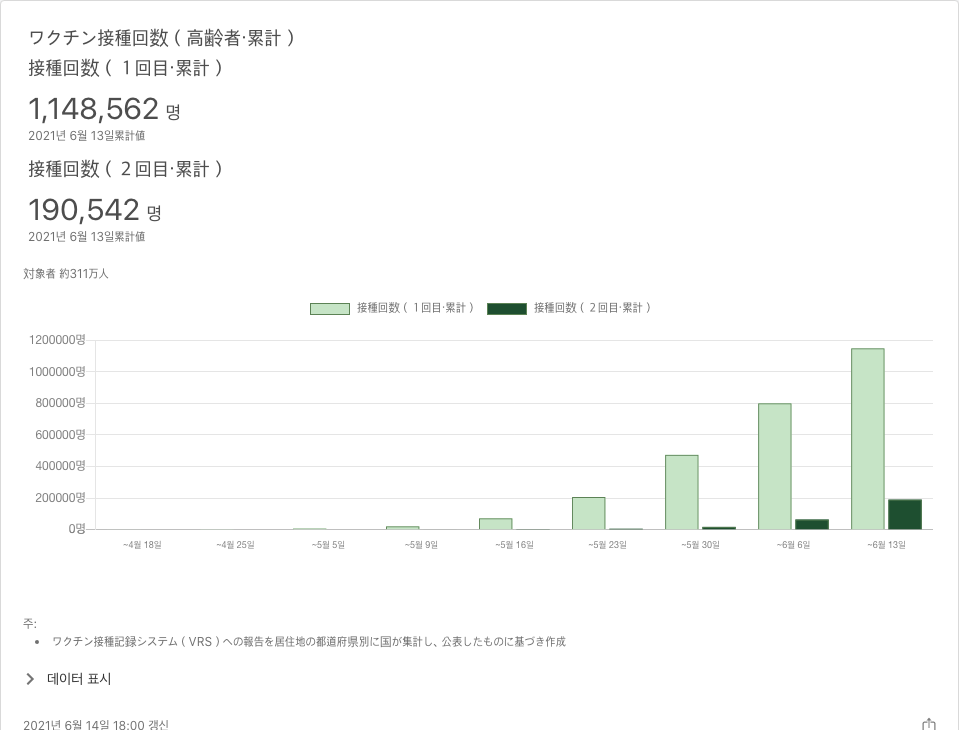 ワクチン接種回数 ( 高齢者·累計 )
接種回数 ( １回目·累計 )
1,148,562 명
2021년 6월 13일累計値
接種回数 ( ２回目·累計 )
190,542 명
2021년 6월 13일累計値
対象者 約311万人
接種回数 ( １回目·累計 ) 接種回数 ( ２回目·累計 )
1200000명
1000000명
800000명
600000명
400000명
200000명
0명
~4월 18일 ~4월 25일 ~5월 5일 ~5월 9일 ~5월 16일 ~5월 23일 ~5월 30일 ~6월 6일 ~6월 13일
주:
• ワクチン接種記録システム ( VRS ) への報告を居住地の都道府県別に国が集計し、公表したものに基づき作成
데이터 표시
2021년 6월 14일 18:00 갱신